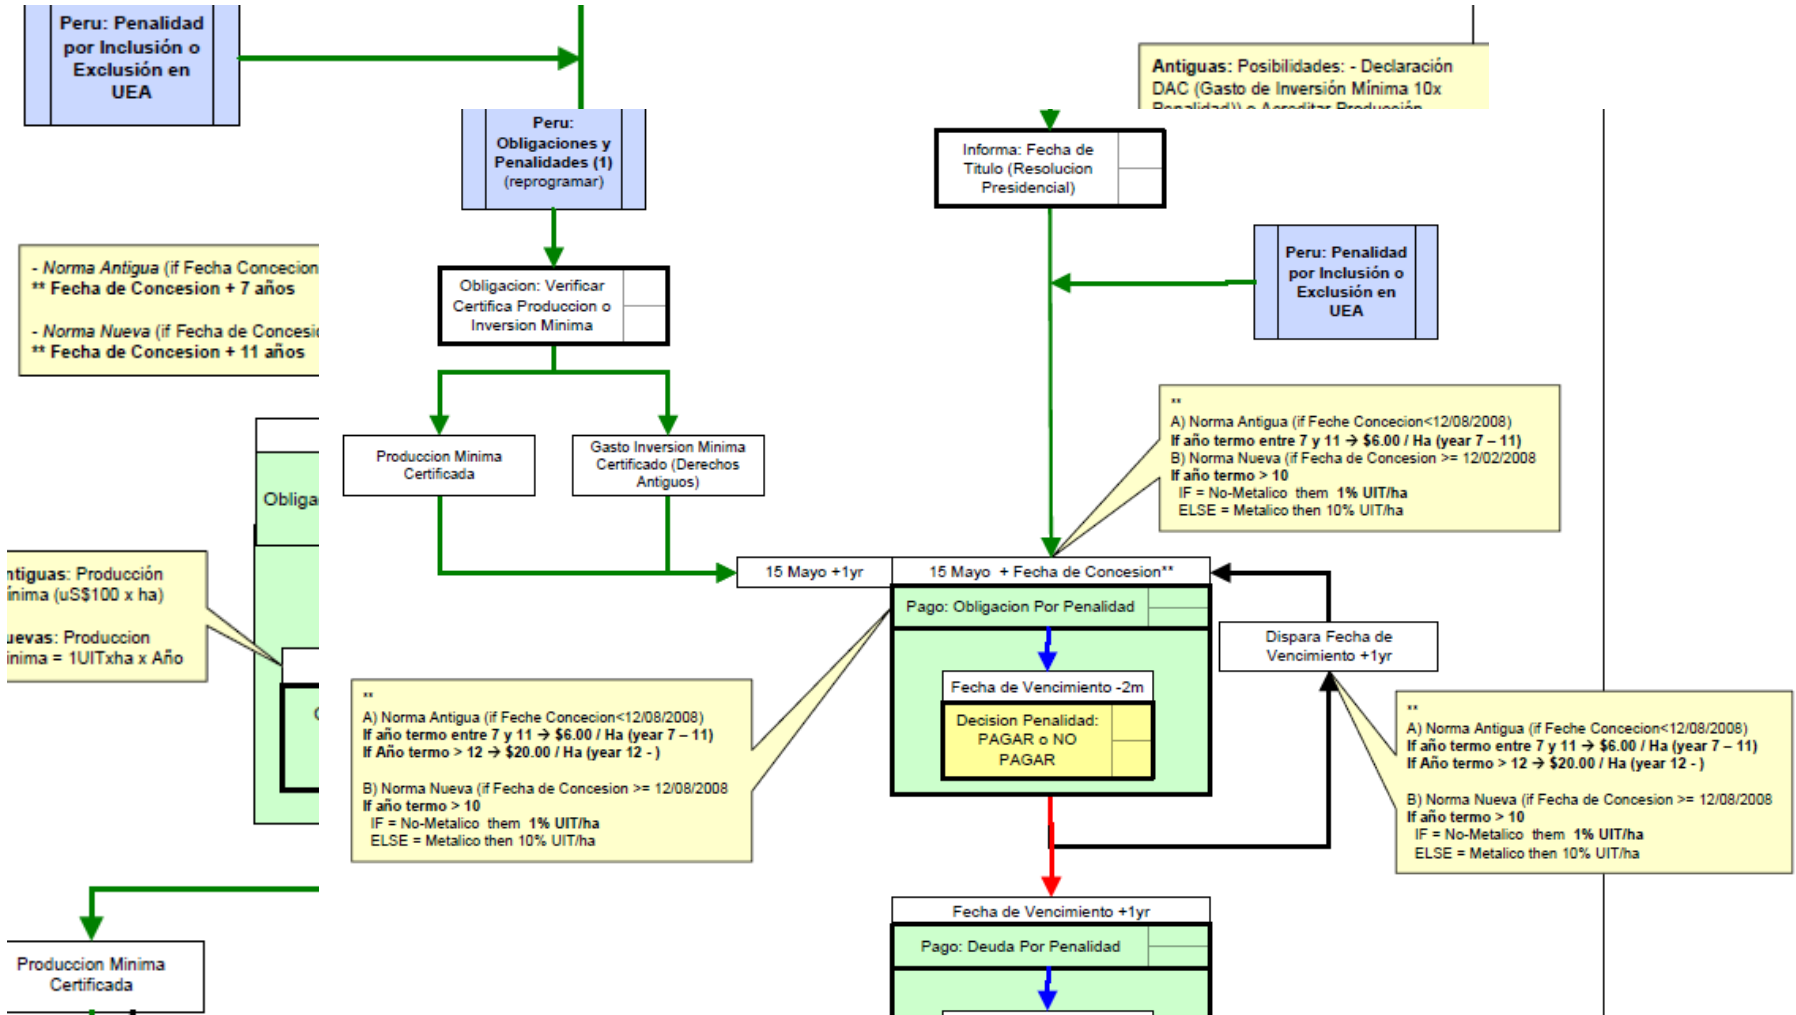 Peru: Penalidad
por Inclusión o
Exclusión en
UEA
Antiguas: Posibilidades: - Declaración
DAC (Gasto de Inversión Mínima 10x
Penalidad)) o Acreditar Producción
Peru:
Obligaciones y
Penalidades (1)
(reprogramar)
Informa: Fecha de
Titulo (Resolucion
Presidencial)
Peru: Penalidad
por Inclusión o
Exclusión en
UEA
- Norma Antigua (if Fecha Concecion
** Fecha de Concesion + 7 años
- Norma Nueva (if Fecha de Concesi
** Fecha de Concesion + 11 años
Obligacion: Verificar
Certifica Produccion o
Inversion Minima
**
A) Norma Antigua (if Feche Concecion<12/08/2008)
If año termo entre 7 y 11 → $6.00 / Ha (year 7 – 11)
B) Norma Nueva (if Fecha de Concesion >= 12/02/2008
If año termo > 10
IF = No-Metalico them 1% UIT/ha
ELSE = Metalico then 10% UIT/ha
Produccion Minima
Certificada
Gasto Inversion Minima
Certificado (Derechos
Antiguos)
Obliga
15 Mayo +1yr
15 Mayo + Fecha de Concesion**
ntiguas: Producción
ínima (uS$100 x ha)
uevas: Produccion
inima = 1UITxha x Año
Pago: Obligacion Por Penalidad
Dispara Fecha de
Vencimiento +1yr
Fecha de Vencimiento -2m
Decision Penalidad:
PAGAR o NO
PAGAR
**
A) Norma Antigua (if Feche Concecion<12/08/2008)
If año termo entre 7 y 11 → $6.00 / Ha (year 7 – 11)
If Año termo > 12 → $20.00 / Ha (year 12 - )
B) Norma Nueva (if Fecha de Concesion >= 12/08/2008
If año termo > 10
IF = No-Metalico them 1% UIT/ha
ELSE = Metalico then 10% UIT/ha
**
A) Norma Antigua (if Feche Concecion<12/08/2008)
If año termo entre 7 y 11 → $6.00 / Ha (year 7 – 11)
If Año termo > 12 → $20.00 / Ha (year 12 - )
B) Norma Nueva (if Fecha de Concesion >= 12/08/2008
If año termo > 10
IF = No-Metalico them 1% UIT/ha
ELSE = Metalico then 10% UIT/ha
Fecha de Vencimiento +1yr
Pago: Deuda Por Penalidad
Produccion Minima
Certificada